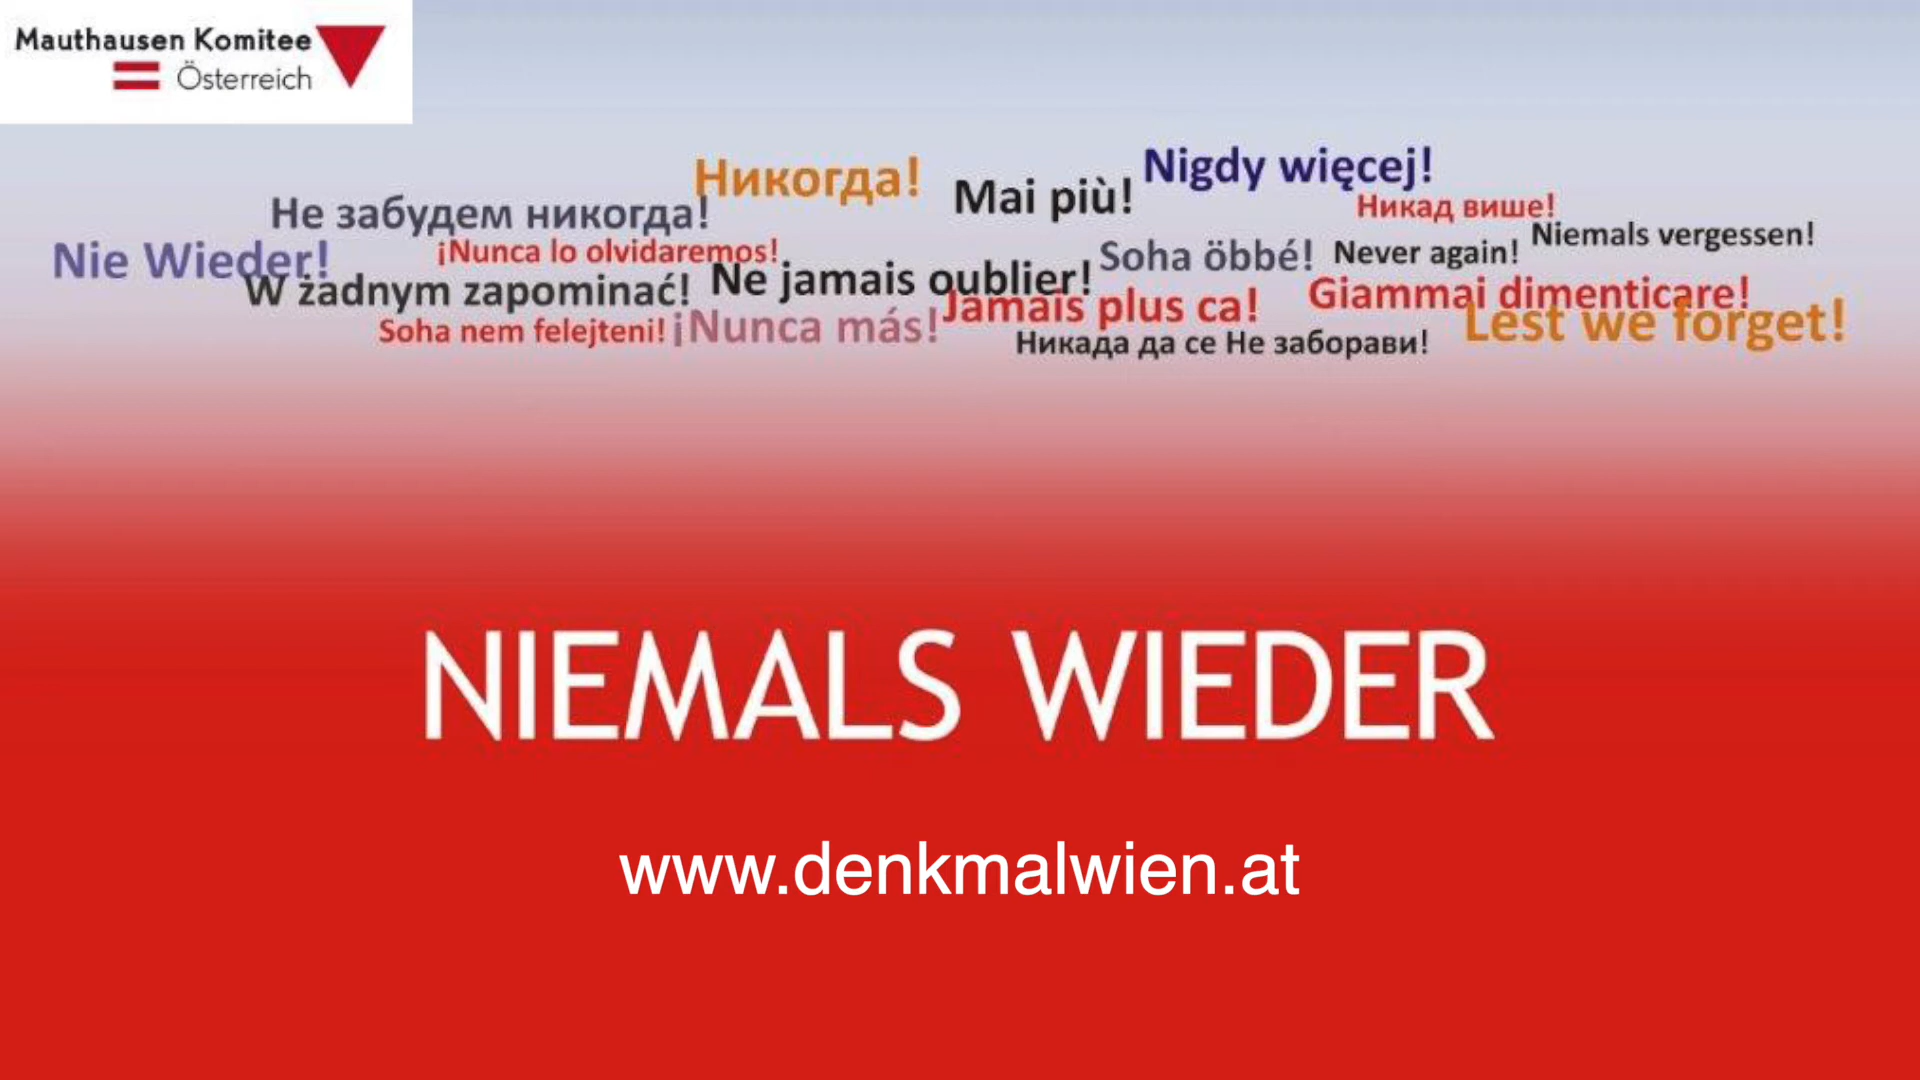 Mauthausen Komitee
Österreich
Никогда!
Mai più!
Nigdy więcej!
Не забудем никогда!
Никад више!
Nie Wieder!
¡Nunca lo olvidaremos!
Soha öbbé!
Never again!
Niemals vergessen!
W żadnym zapominać!
Ne jamais oublier!
Jamais plus ca!
Giammai dimenticare!
Soha nem felejteni!
¡Nunca más!
Никада да се Не заборави!
Lest we forget!
NIEMALS WIEDER
www.denkmalwien.at